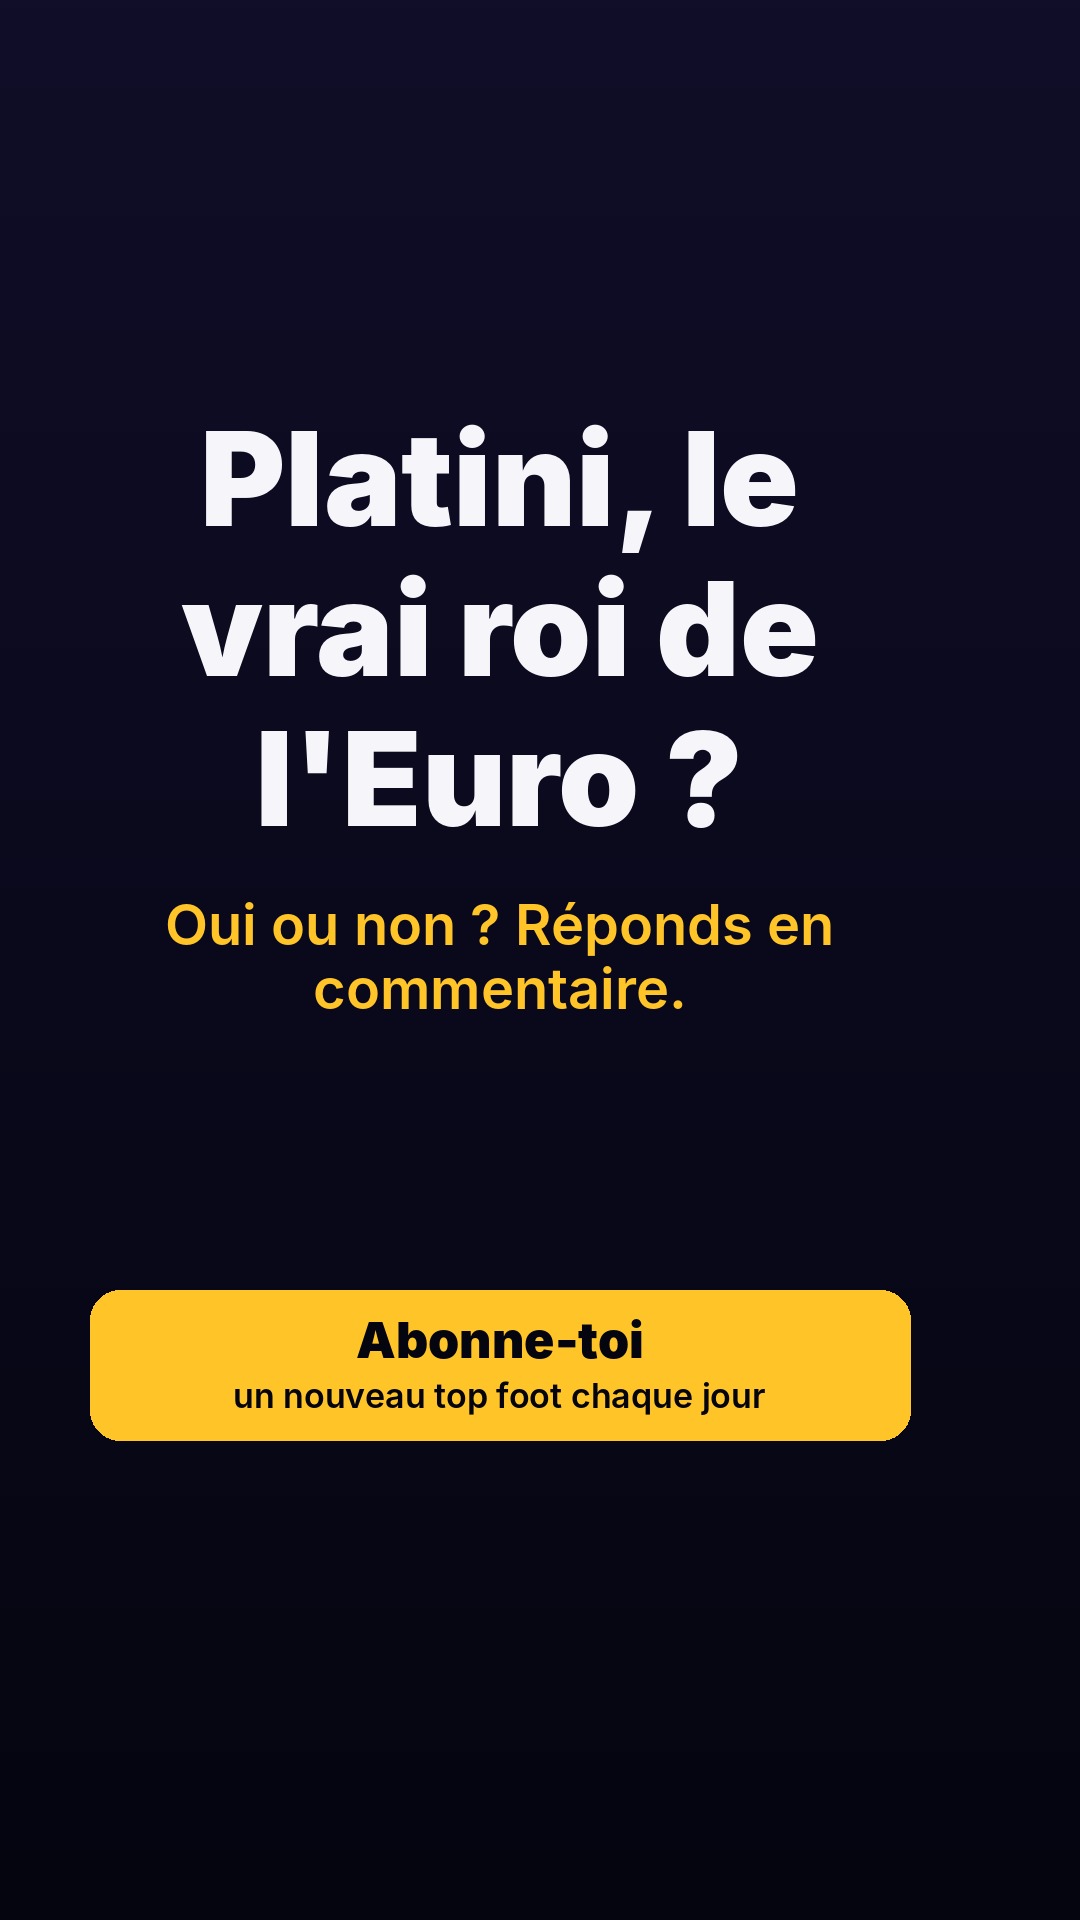 Platini, le
vrai roi de
l'Euro ?
Oui ou non ? Réponds en
commentaire.
Abonne-toi
un nouveau top foot chaque jour